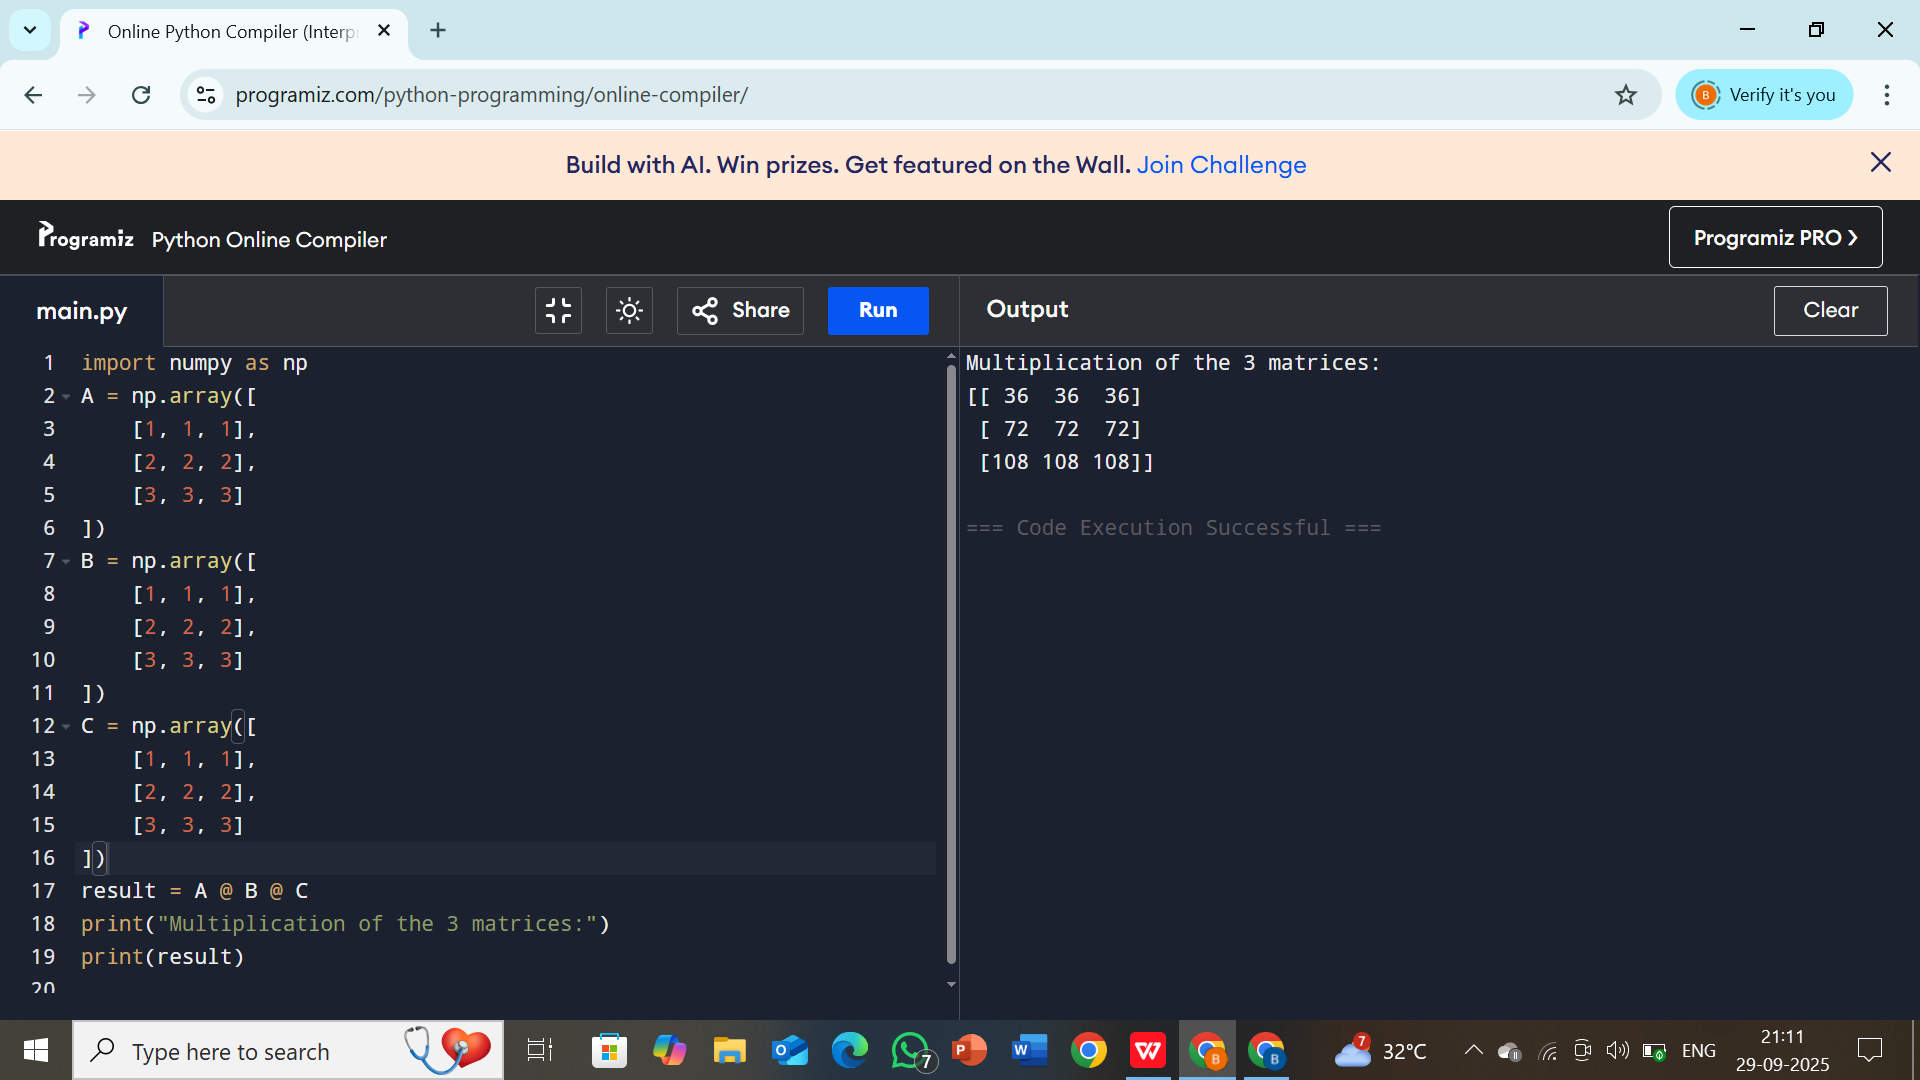 Online Python Compiler (Interp
programiz.com/python-programming/online-compiler/
B
Verify it's you
Build with AI. Win prizes. Get featured on the Wall. Join Challenge
Programiz Python Online Compiler
Programiz PRO
main.py
Share
Run
Output
Clear
1 import numpy as np
2 A = np.array([
3     [1, 1, 1],
4     [2, 2, 2],
5     [3, 3, 3]
6 ])
7 B = np.array([
8     [1, 1, 1],
9     [2, 2, 2],
10     [3, 3, 3]
11 ])
12 C = np.array([
13     [1, 1, 1],
14     [2, 2, 2],
15     [3, 3, 3]
16 ])
17 result = A @ B @ C
18 print("Multiplication of the 3 matrices:")
19 print(result)
20
Multiplication of the 3 matrices:
[[ 36  36  36]
 [ 72  72  72]
 [108 108 108]]
=== Code Execution Successful ===
Type here to search
7
B
B
7
32°C
ENG
21:11
29-09-2025